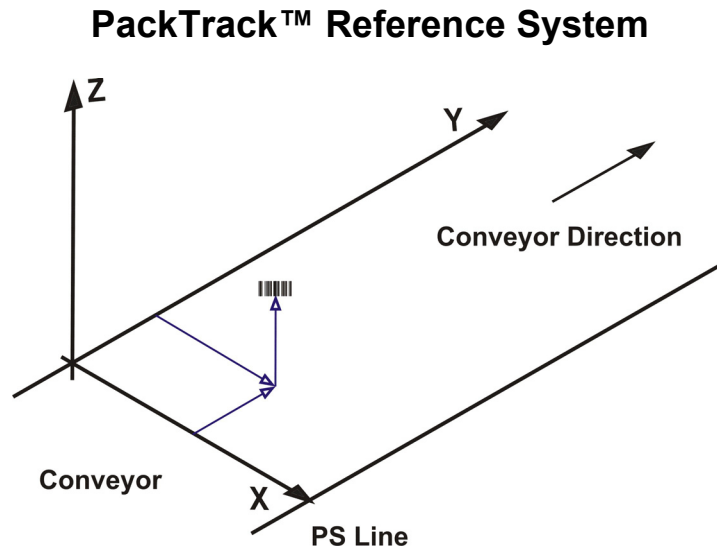 PackTrack™ Reference System
Z
Y
Conveyor Direction
Conveyor
X
PS Line